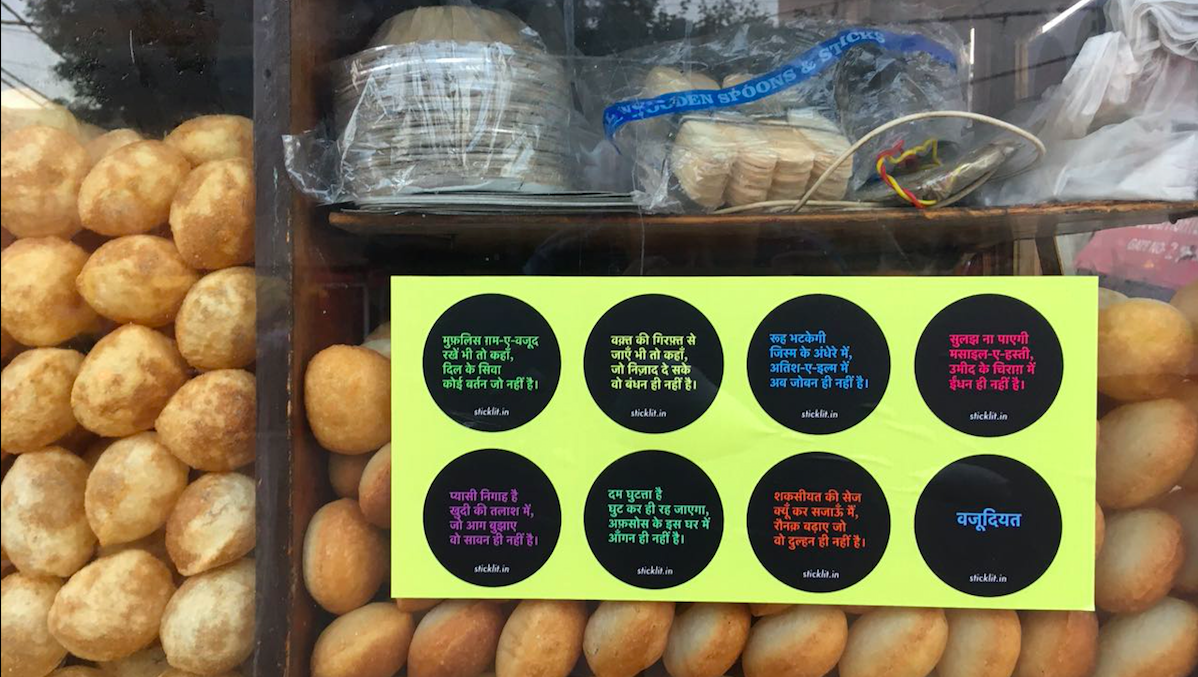 WOODEN SPOONS & STICKS
मुफ़लिस ग़म-ए-वजूद
रखें भी तो कहाँ,
दिल के सिवा
कोई बर्तन जो नहीं है।
sticklit.in
वक़्त की गिरफ़्त से
जाएँ भी तो कहाँ,
जो निज़ाद दे सके
वो बंधन ही नहीं है।
sticklit.in
रूह भटकेगी
जिस्म के अंधेरे में,
अतिश-ए-इल्म में
अब जोबन ही नहीं है।
sticklit.in
सुलझ ना पाएगी
मसाइल-ए-हस्ती,
उमीद के चिराग़ में
ईंधन ही नहीं है।
sticklit.in
प्यासी निगाह है
खुदी की तलाश में,
जो आग बुझाए
वो सावन ही नहीं है।
sticklit.in
दम घुटता है
घुट कर ही रह जाएगा,
अफ़सोस के इस घर में
आँगन ही नहीं है।
sticklit.in
शकसीयत की सेज
क्यूँ कर सजाऊँ मैं,
रौनक़ बढ़ाए जो
वो दुल्हन ही नहीं है।
sticklit.in
वजूदियत
sticklit.in